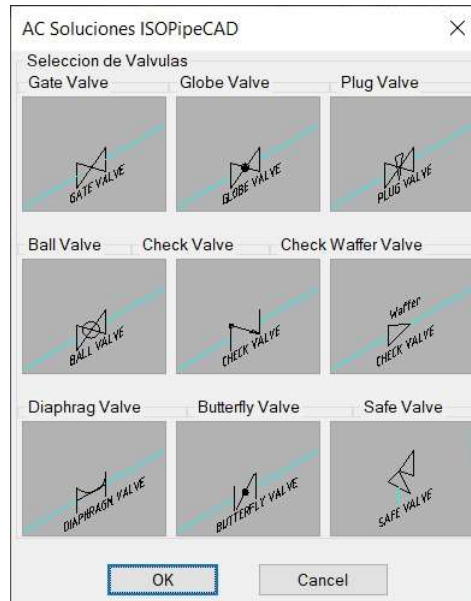 AC Soluciones ISOPipeCAD
Seleccion de Valvulas
Gate Valve Globe Valve Plug Valve
GATE VALVE GLOBE VALVE PLUG VALVE
Ball Valve Check Valve Check Waffer Valve
Waffer
BALL VALVE CHECK VALVE CHECK VALVE
Diaphrag Valve Butterfly Valve Safe Valve
DIAPHRAGM VALVE BUTTERFLY VALVE SAFE VALVE
OK Cancel